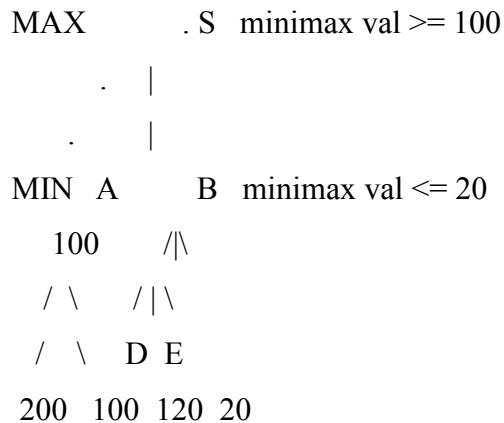 MAX . S minimax val >= 100
. |
. |
MIN A B minimax val <= 20
100 /|\
/ \ / | \
/ \ D E
200 100 120 20